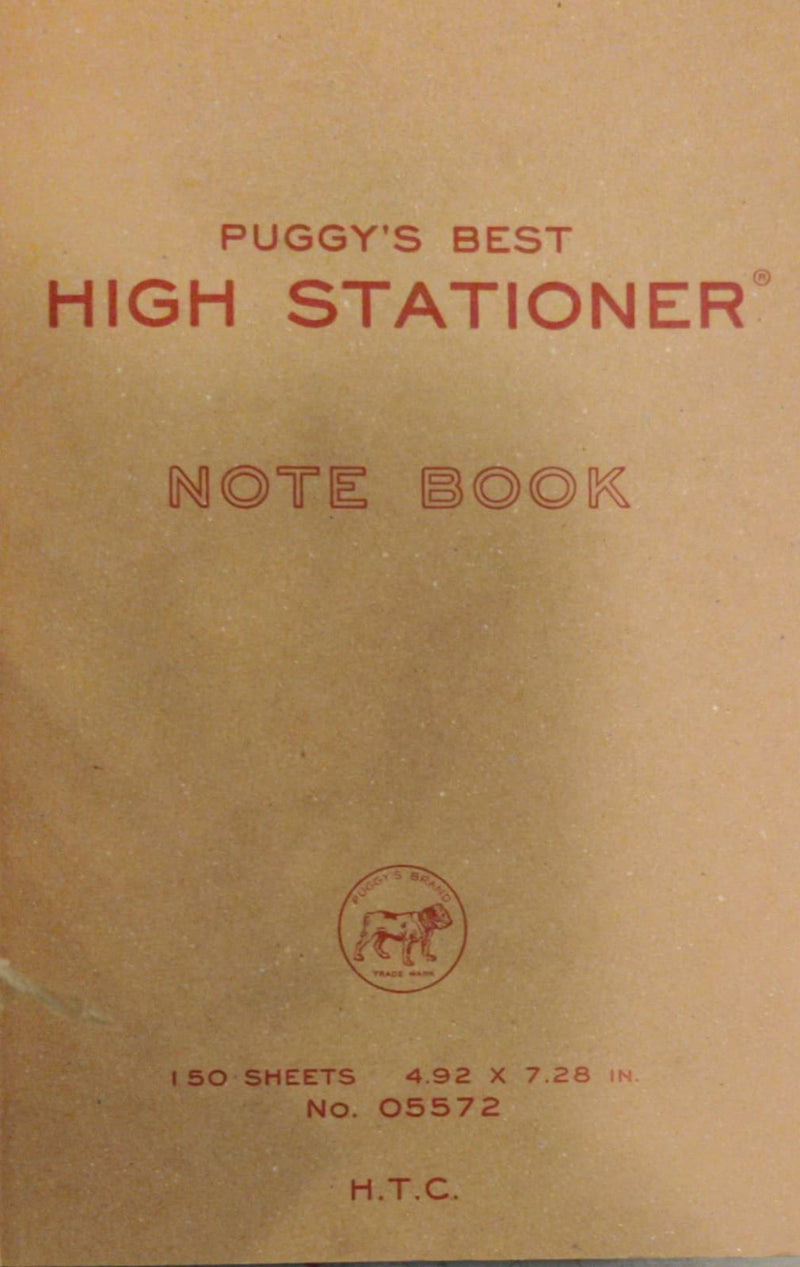 PUGGY'S BEST
HIGH STATIONER®
NOTE BOOK
PUGGY'S BRAND
TRADE MARK
150 SHEETS 4.92 X 7.28 IN.
No. 05572
H.T.C.